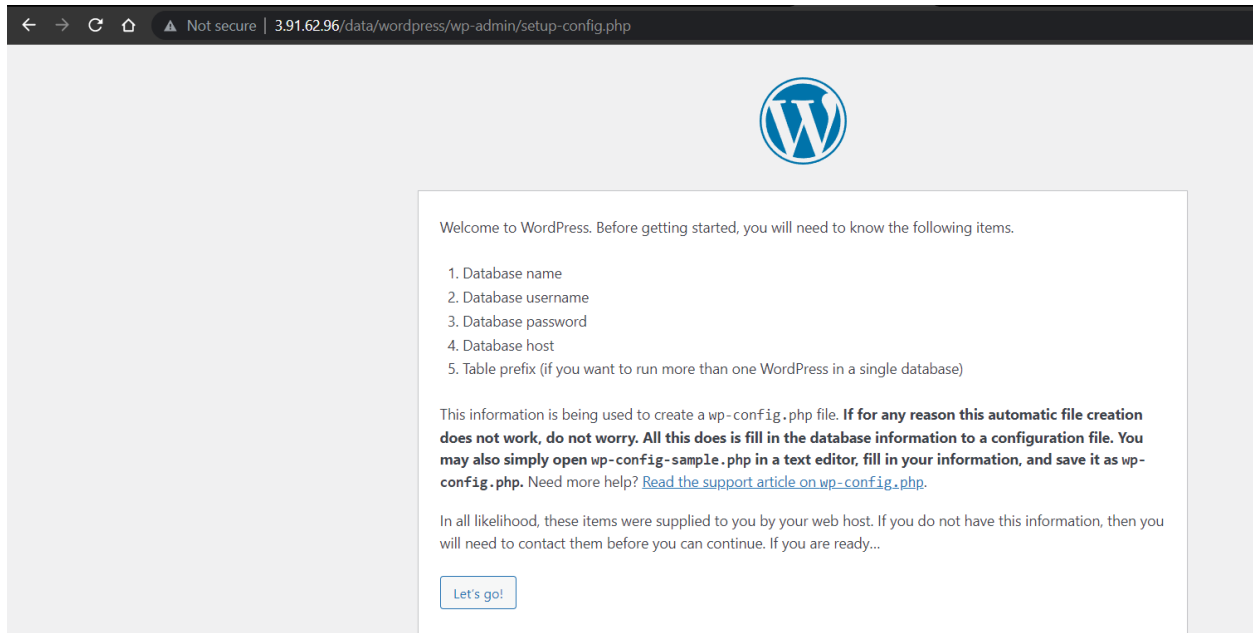 Not secure | 3.91.62.96/data/wordpress/wp-admin/setup-config.php
W
Welcome to WordPress. Before getting started, you will need to know the following items.
1. Database name
2. Database username
3. Database password
4. Database host
5. Table prefix (if you want to run more than one WordPress in a single database)
This information is being used to create a wp-config.php file. If for any reason this automatic file creation
does not work, do not worry. All this does is fill in the database information to a configuration file. You
may also simply open wp-config-sample.php in a text editor, fill in your information, and save it as wp-
config.php. Need more help? Read the support article on wp-config.php.
In all likelihood, these items were supplied to you by your web host. If you do not have this information, then you
will need to contact them before you can continue. If you are ready...
Let's go!